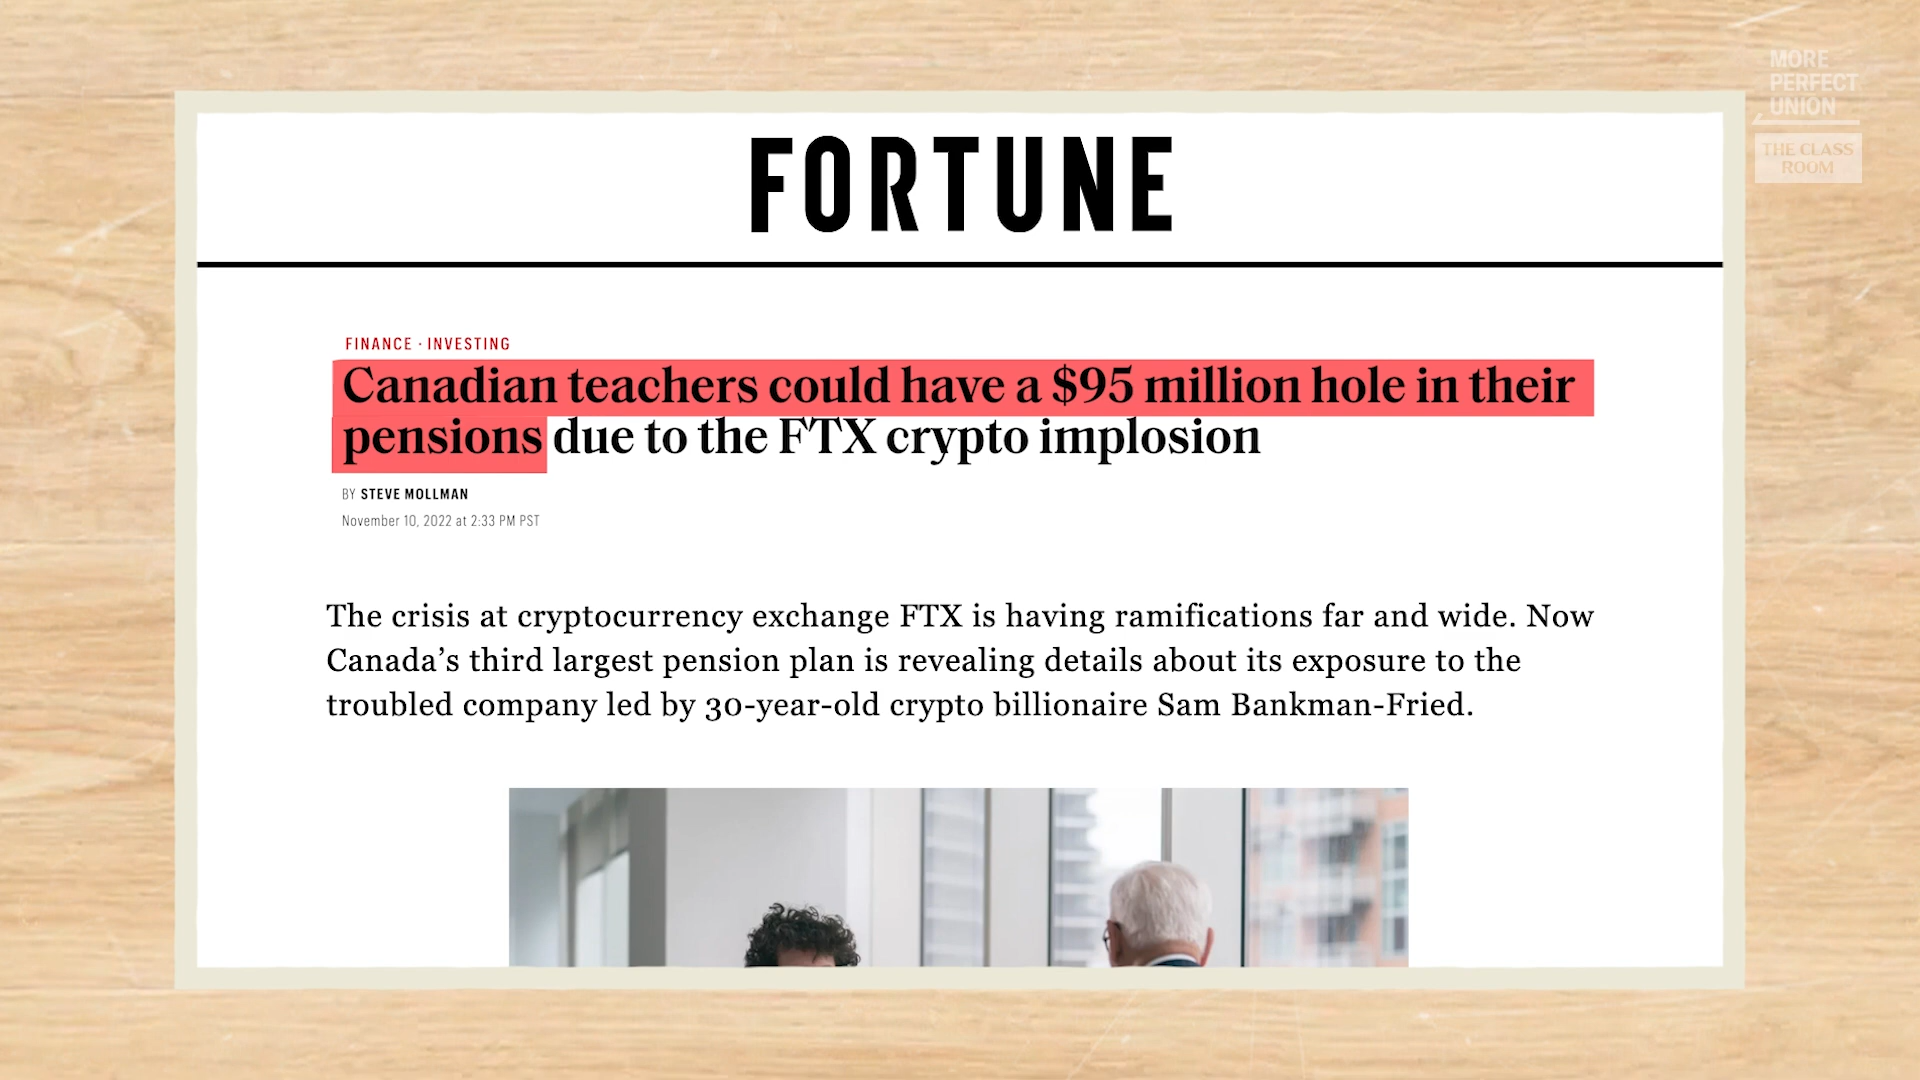 MORE
PERFECT
UNION
THE CLASS
ROOM
FORTUNE
FINANCE · INVESTING
Canadian teachers could have a $95 million hole in their
pensions due to the FTX crypto implosion
BY STEVE MOLLMAN
November 10, 2022 at 2:33 PM PST
The crisis at cryptocurrency exchange FTX is having ramifications far and wide. Now
Canada’s third largest pension plan is revealing details about its exposure to the
troubled company led by 30-year-old crypto billionaire Sam Bankman-Fried.